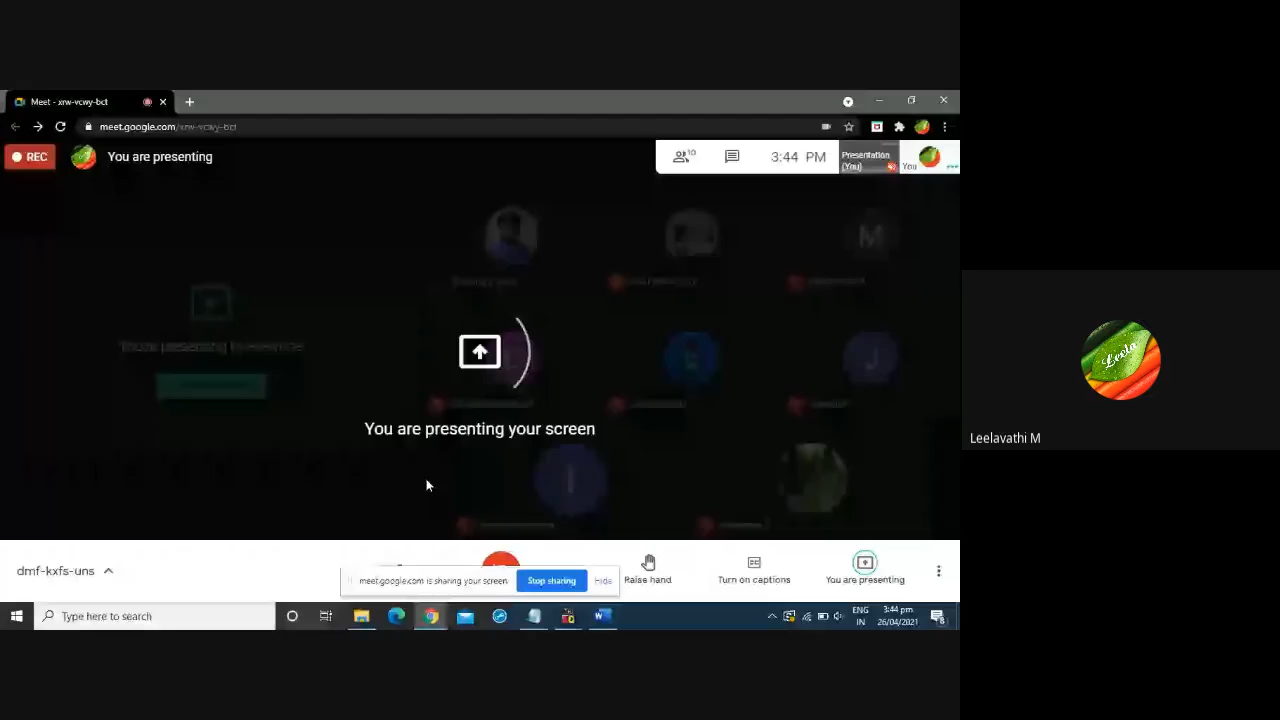 Meet - xrw-vcwy-bct
meet.google.com/xrw-vcwy-bct
REC
You are presenting
10
3:44 PM
Presentation
(You)
You
M
J
I
You are presenting your screen
Leela
Leelavathi M
dmf-kxfs-uns
meet.google.com is sharing your screen
Stop sharing
Hide
Raise hand
Turn on captions
You are presenting
Type here to search
ENG
IN
3:44 pm
26/04/2021
8